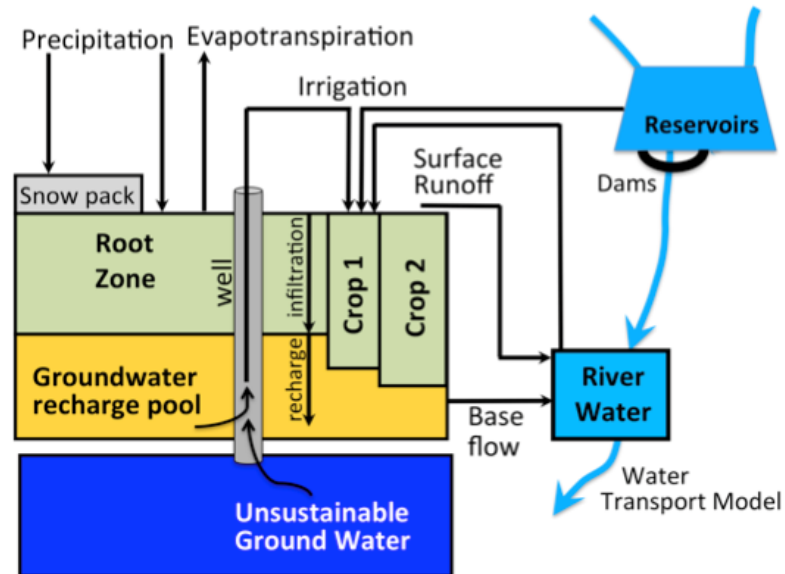 Precipitation
Evapotranspiration
Irrigation
Reservoirs
Surface
Runoff
Dams
Snow pack
Root
Zone
well
infiltration
Crop 1
Crop 2
Groundwater
recharge pool
recharge
River
Water
Base
flow
Water
Transport Model
Unsustainable
Ground Water